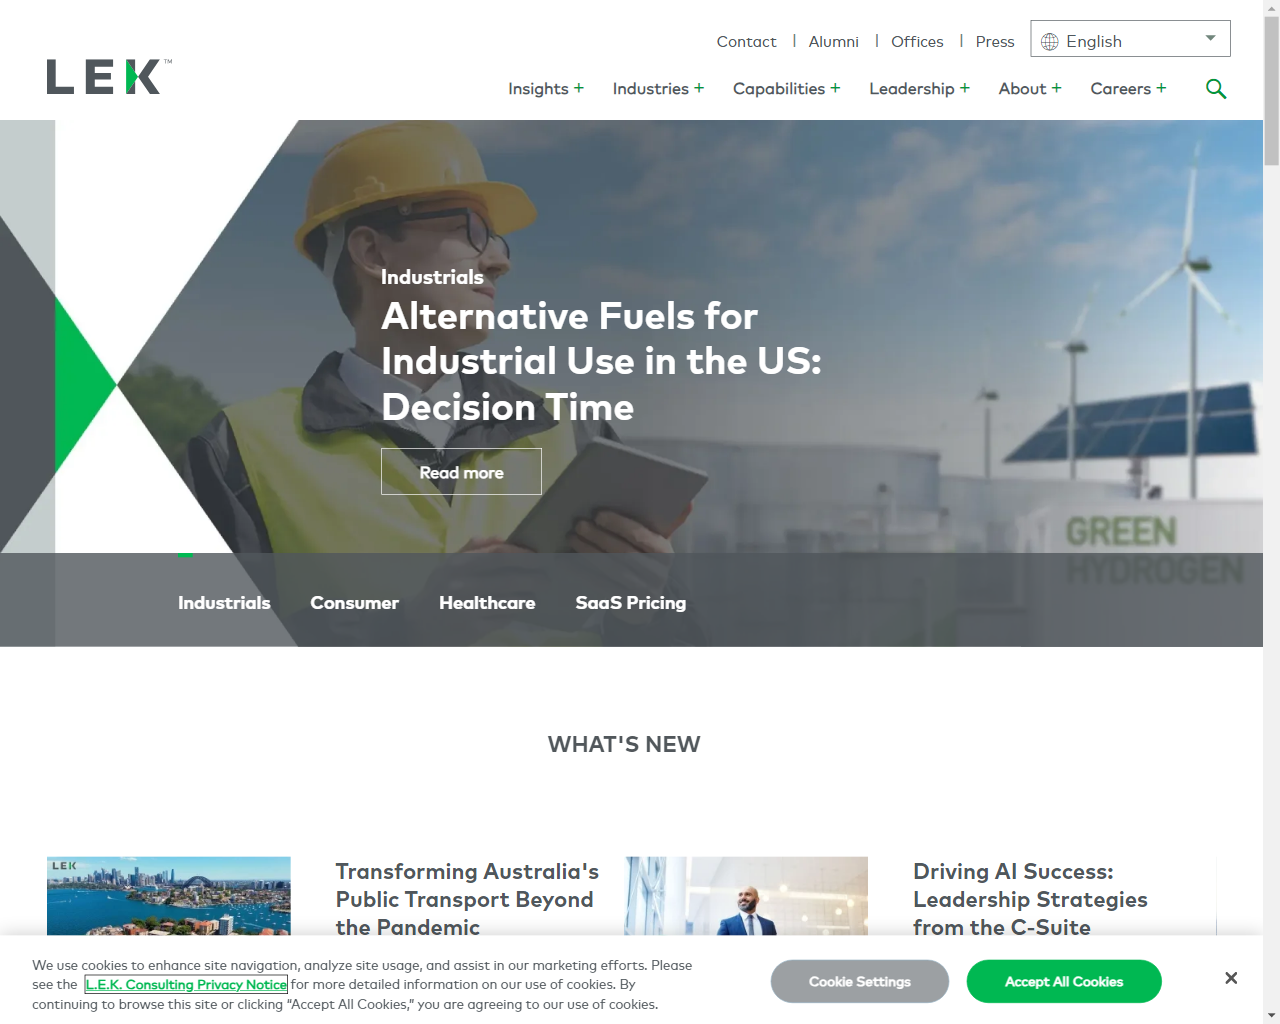 Contact | Alumni | Offices | Press
English
LEK™
Insights + Industries + Capabilities + Leadership + About + Careers +
Industrials
Alternative Fuels for
Industrial Use in the US:
Decision Time
Read more
GREEN
HYDROGEN
Industrials Consumer Healthcare SaaS Pricing
WHAT'S NEW
LEK
Transforming Australia's
Public Transport Beyond
the Pandemic
Driving AI Success:
Leadership Strategies
from the C-Suite
We use cookies to enhance site navigation, analyze site usage, and assist in our marketing efforts. Please
see the L.E.K. Consulting Privacy Notice for more detailed information on our use of cookies. By
continuing to browse this site or clicking “Accept All Cookies,” you are agreeing to our use of cookies.
Cookie Settings
Accept All Cookies